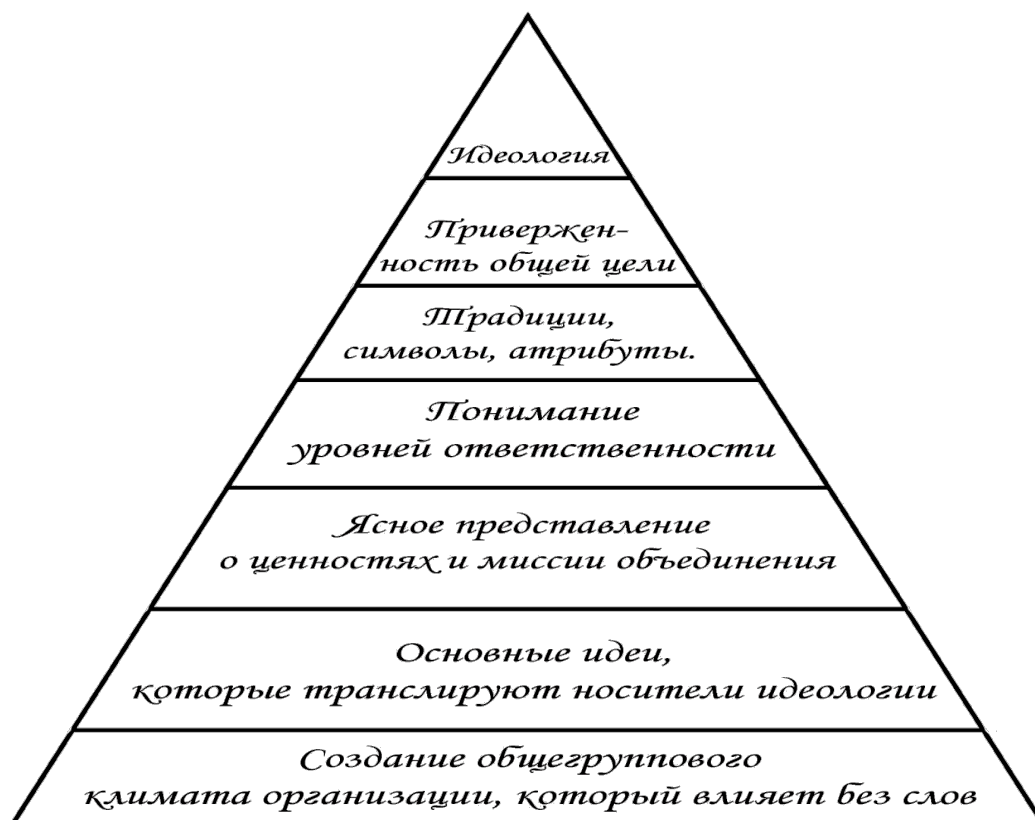 Идеология
Привержен-
ность общей цели
Традиции,
символы, атрибуты.
Понимание
уровней ответственности
Ясное представление
о ценностях и миссии объединения
Основные идеи,
которые транслируют носители идеологии
Создание общегруппового
климата организации, который влияет без слов